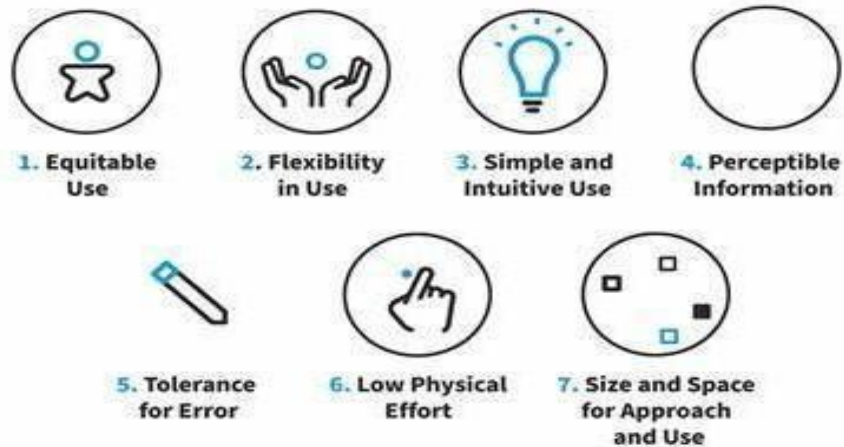 1. Equitable
Use
2. Flexibility
in Use
3. Simple and
Intuitive Use
4. Perceptible
Information
5. Tolerance
for Error
6. Low Physical
Effort
7. Size and Space
for Approach
and Use